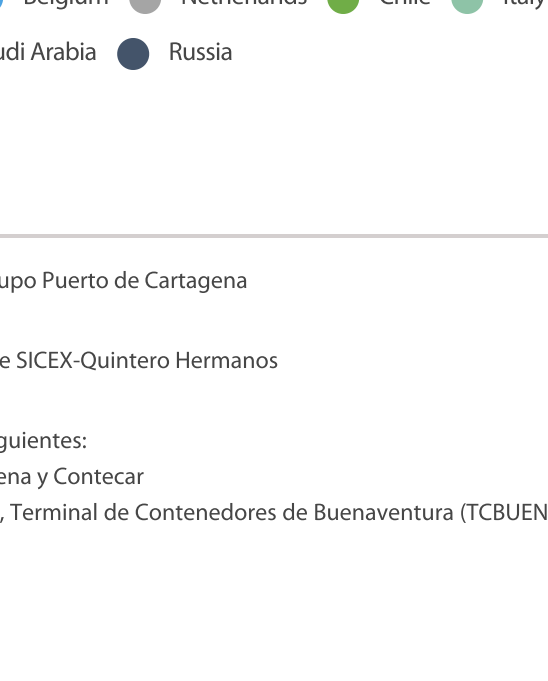 Belgium Netherlands Chile Italy
udi Arabia Russia
upo Puerto de Cartagena
e SICEX-Quintero Hermanos
guientes:
ena y Contecar
, Terminal de Contenedores de Buenaventura (TCBUEN